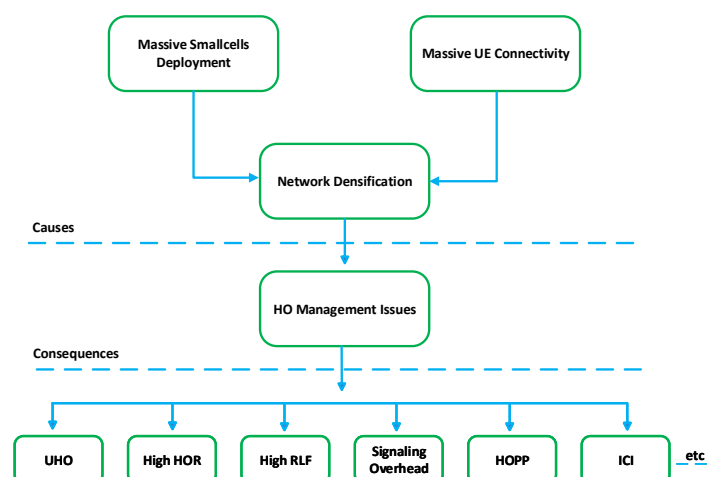 Massive Smallcells
Deployment
Massive UE Connectivity
Network Densification
Causes
HO Management Issues
Consequences
UHO
High HOR
High RLF
Signaling
Overhead
HOPP
ICI
etc